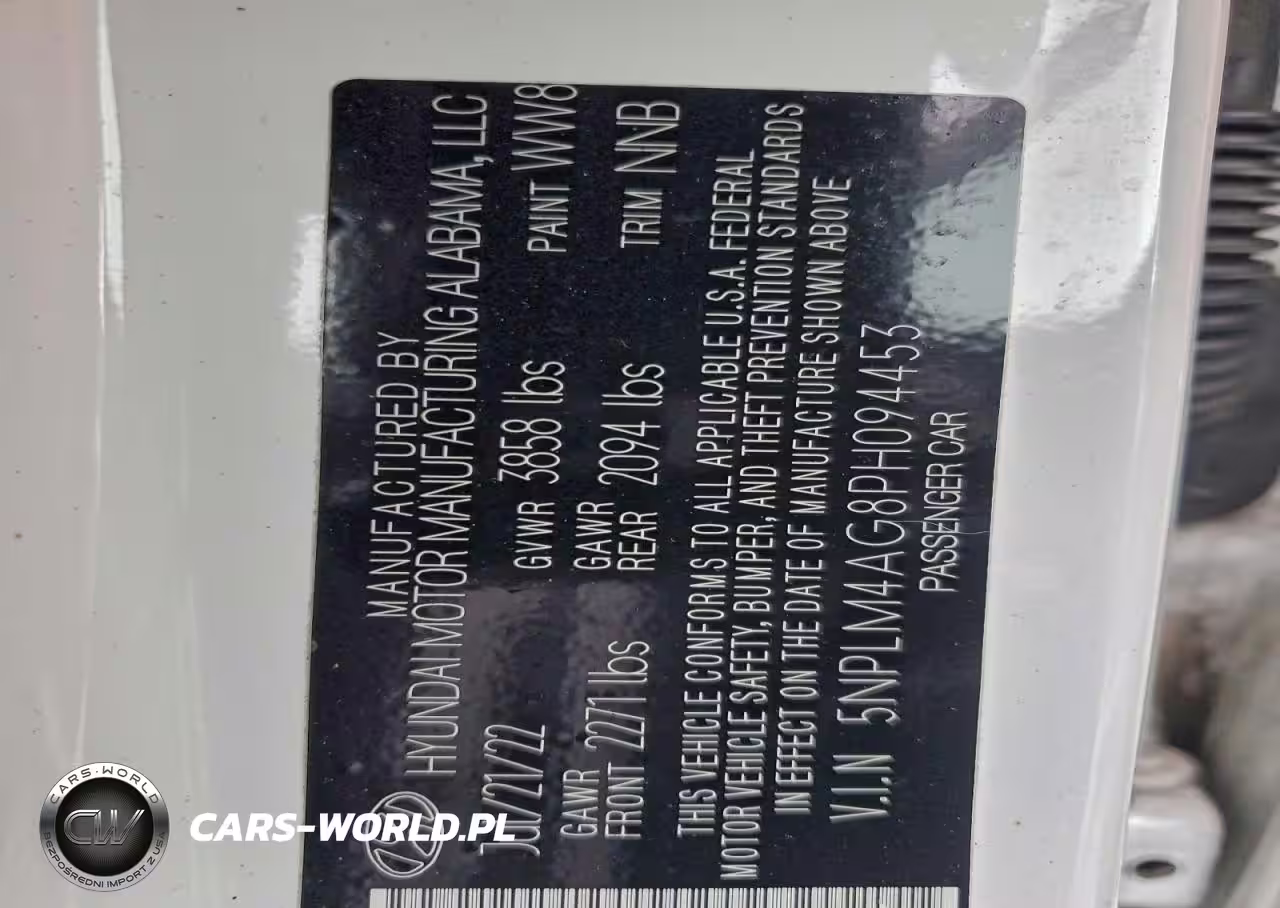 MANUFACTURED BY
HYUNDAI MOTOR MANUFACTURING ALABAMA, LLC
Jul/21/22 GVWR 3858 lbs PAINT WW8
GAWR FRONT 2271 lbs GAWR REAR 2094 lbs TRIM NNB
THIS VEHICLE CONFORMS TO ALL APPLICABLE U.S.A. FEDERAL
MOTOR VEHICLE SAFETY, BUMPER, AND THEFT PREVENTION STANDARDS
IN EFFECT ON THE DATE OF MANUFACTURE SHOWN ABOVE
V.I.N 5NPLM4AG8PH094453
PASSENGER CAR
CARS-WORLD
CW
BEZPOŚREDNI IMPORT Z USA
CARS-WORLD.PL